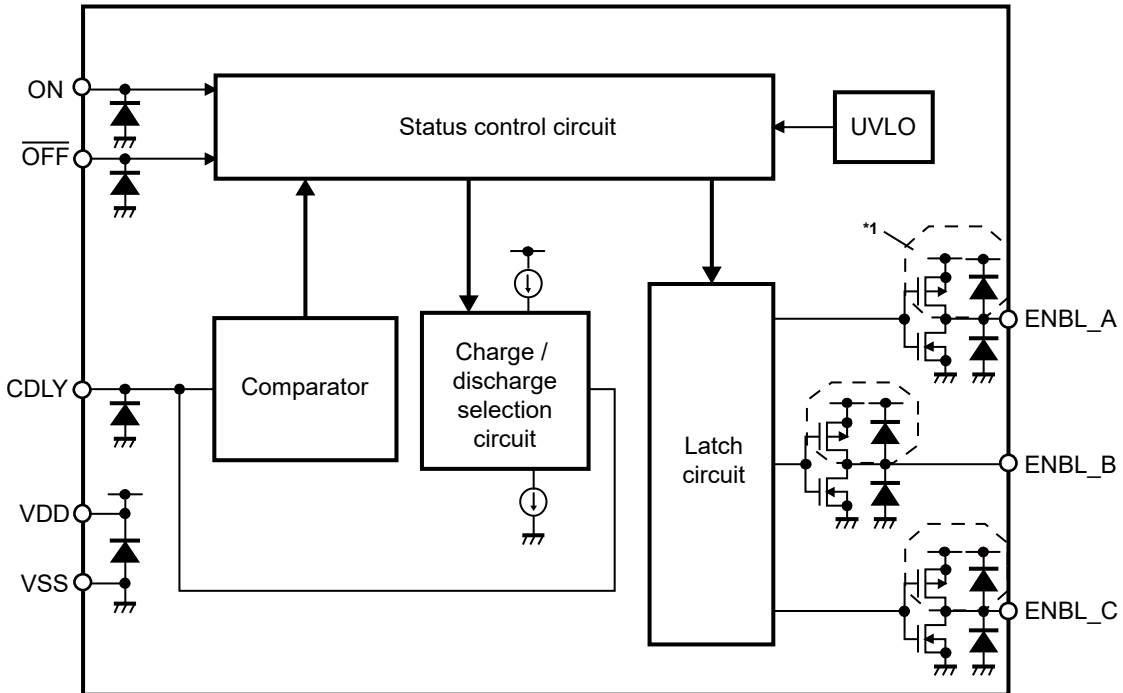 ON
Status control circuit
UVLO
OFF
*1
ENBL_A
Charge /
discharge
selection
circuit
CDLY
Comparator
Latch
circuit
ENBL_B
VDD
VSS
ENBL_C